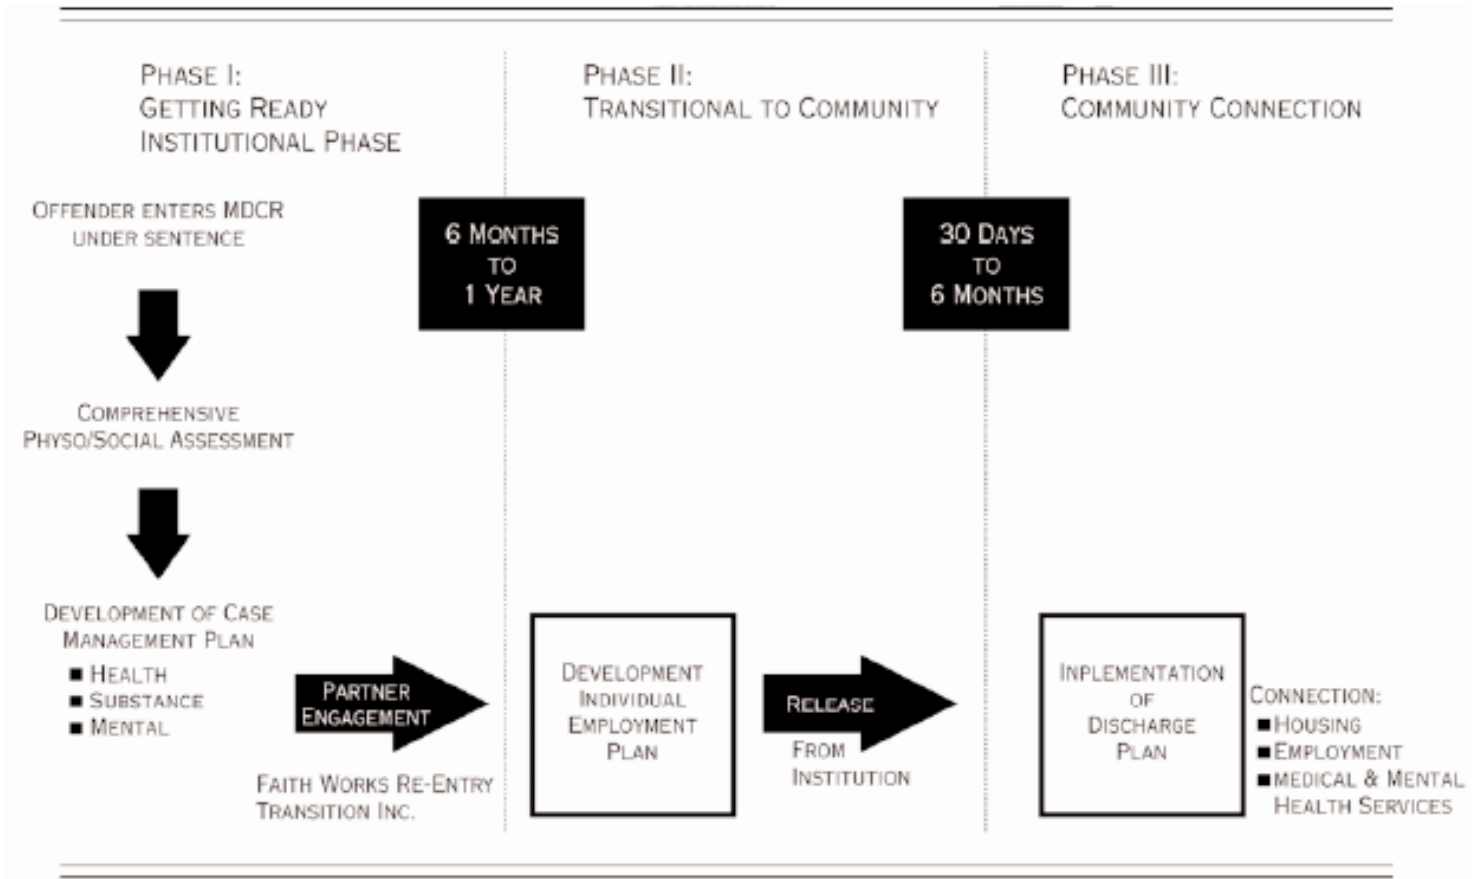 PHASE I:
GETTING READY
INSTITUTIONAL PHASE
OFFENDER ENTERS MDCR
UNDER SENTENCE
COMPREHENSIVE
PHYSO/SOCIAL ASSESSMENT
DEVELOPMENT OF CASE
MANAGEMENT PLAN
■ HEALTH
■ SUBSTANCE
■ MENTAL
PARTNER
ENGAGEMENT
FAITH WORKS RE-ENTRY
TRANSITION INC.
6 MONTHS
TO
1 YEAR
PHASE II:
TRANSITIONAL TO COMMUNITY
DEVELOPMENT
INDIVIDUAL
EMPLOYMENT
PLAN
RELEASE
FROM
INSTITUTION
30 DAYS
TO
6 MONTHS
PHASE III:
COMMUNITY CONNECTION
INPLEMENTATION
OF
DISCHARGE
PLAN
CONNECTION:
■ HOUSING
■ EMPLOYMENT
■ MEDICAL & MENTAL
HEALTH SERVICES